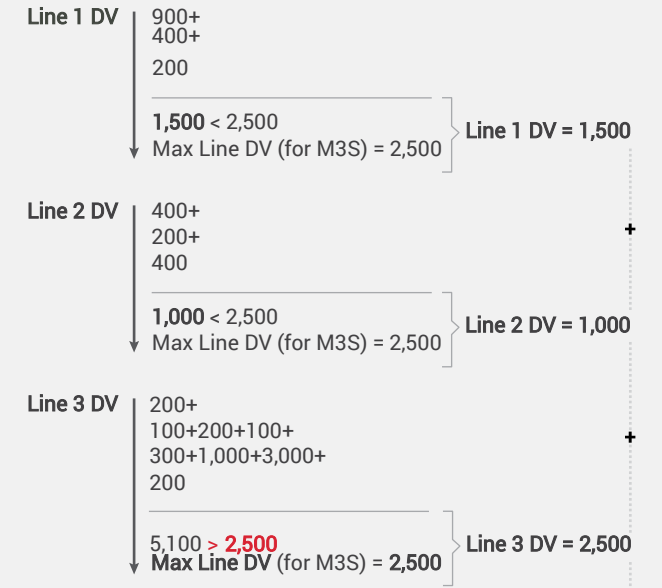 Line 1 DV
900+
400+
200
1,500 < 2,500
Max Line DV (for M3S) = 2,500
Line 1 DV = 1,500
+
Line 2 DV
400+
200+
400
1,000 < 2,500
Max Line DV (for M3S) = 2,500
Line 2 DV = 1,000
+
Line 3 DV
200+
100+200+100+
300+1,000+3,000+
200
5,100 > 2,500
Max Line DV (for M3S) = 2,500
Line 3 DV = 2,500